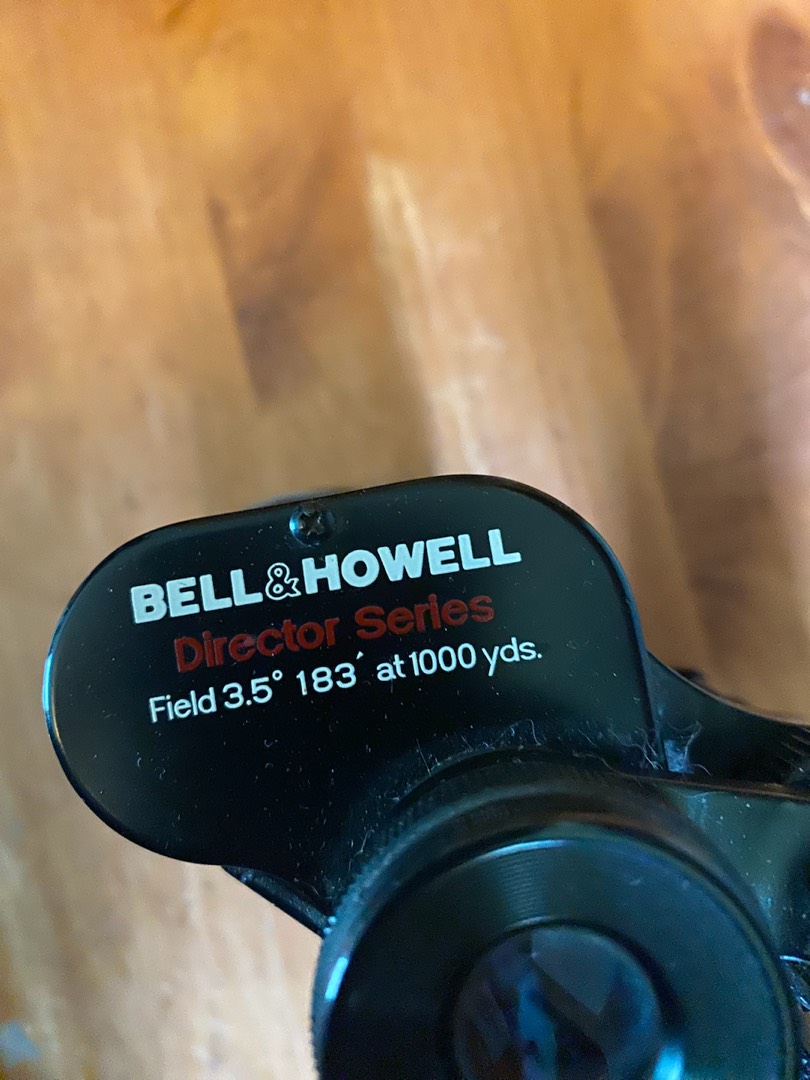 BELL&HOWELL
Director Series
Field 3.5° 183′ at 1000 yds.